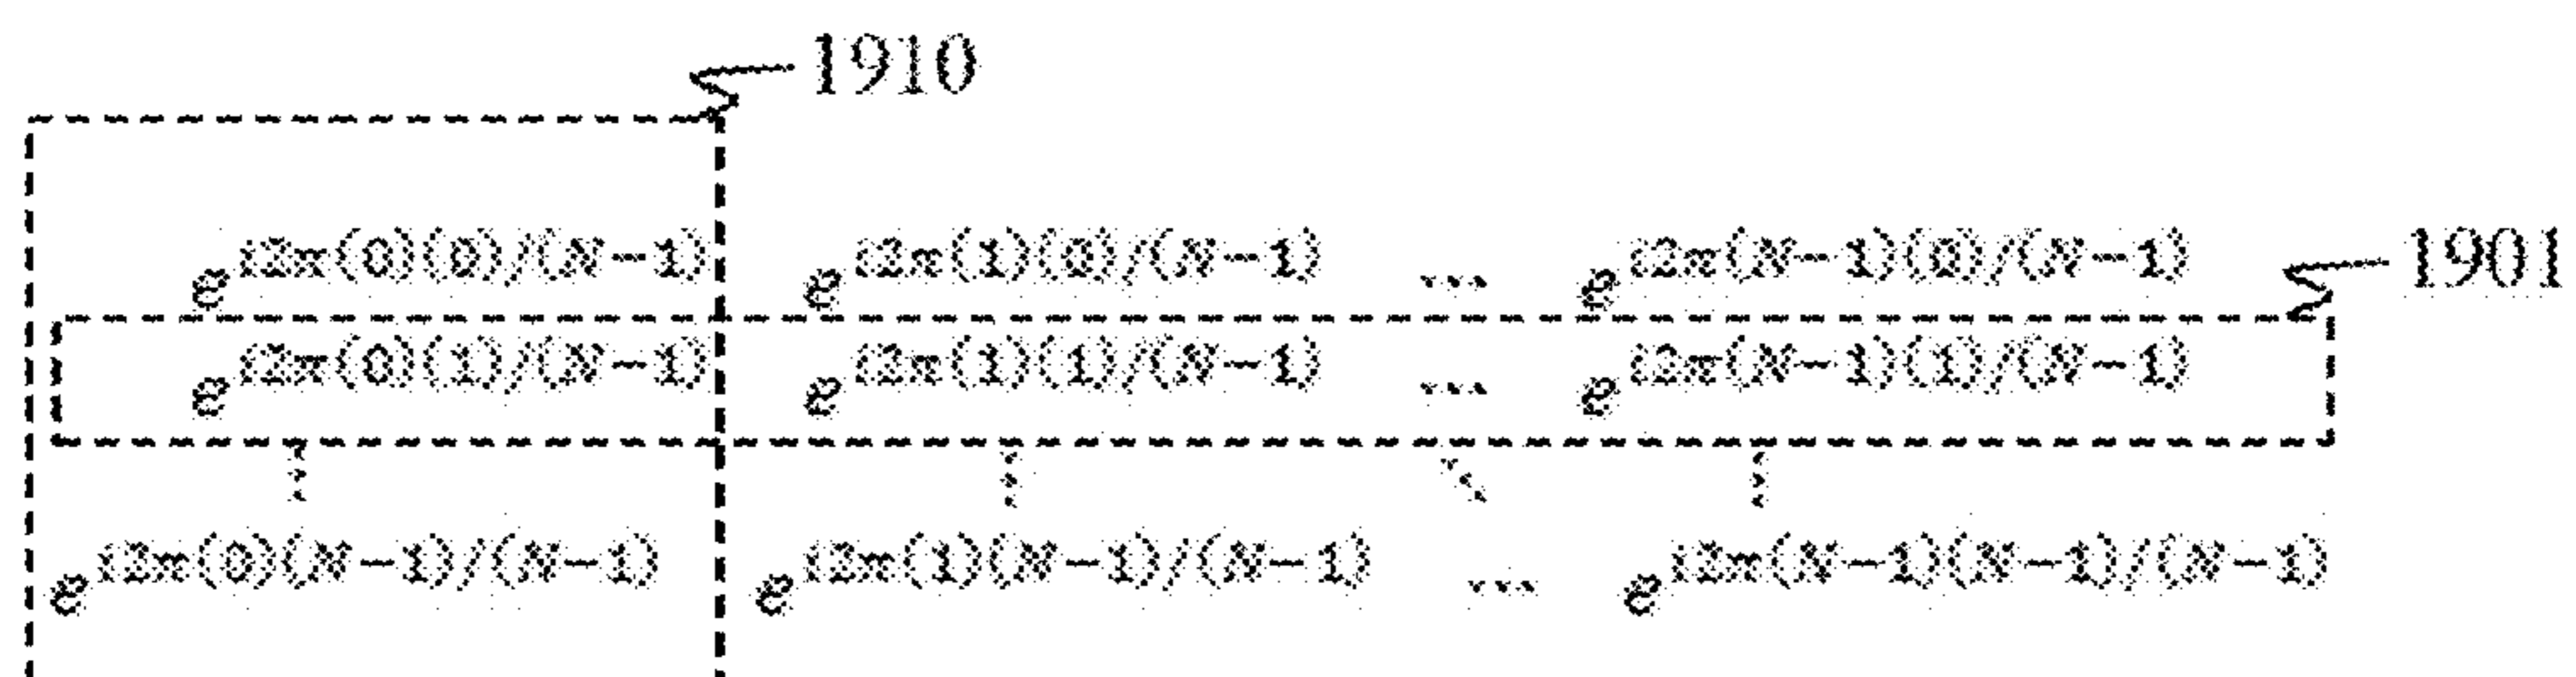 1910
e^{i2π(0)(0)/(N−1)} e^{i2π(1)(0)/(N−1)} ... e^{i2π(N−1)(0)/(N−1)} 1901
e^{i2π(0)(1)/(N−1)} e^{i2π(1)(1)/(N−1)} ... e^{i2π(N−1)(1)/(N−1)}
⋮ ⋮ ⋱ ⋮
e^{i2π(0)(N−1)/(N−1)} e^{i2π(1)(N−1)/(N−1)} ... e^{i2π(N−1)(N−1)/(N−1)}